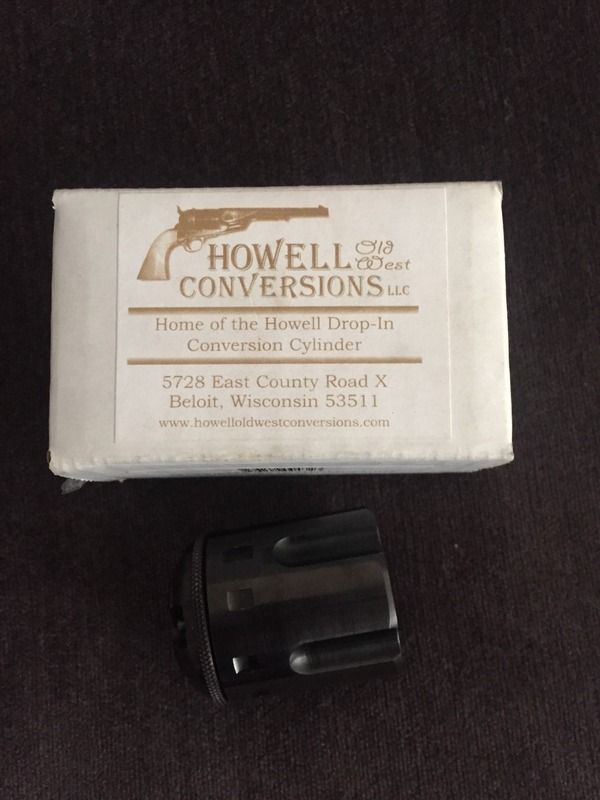 HOWELL Old West
CONVERSIONS LLC
Home of the Howell Drop-In
Conversion Cylinder
5728 East County Road X
Beloit, Wisconsin 53511
www.howelloldwestconversions.com